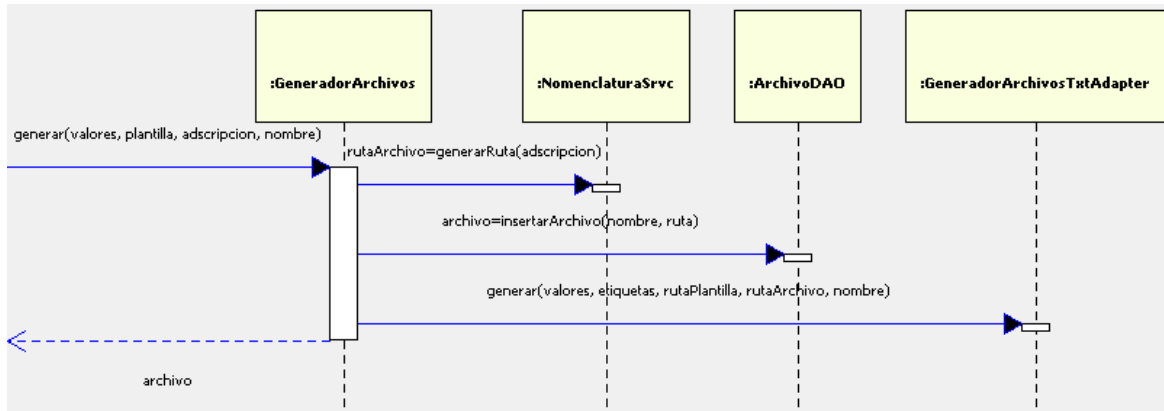 :GeneradorArchivos
:NomenclaturaSrvc
:ArchivoDAO
:GeneradorArchivosTxtAdapter
generar(valores, plantilla, adscripcion, nombre)
rutaArchivo=generarRuta(adscripcion)
archivo=insertarArchivo(nombre, ruta)
generar(valores, etiquetas, rutaPlantilla, rutaArchivo, nombre)
archivo